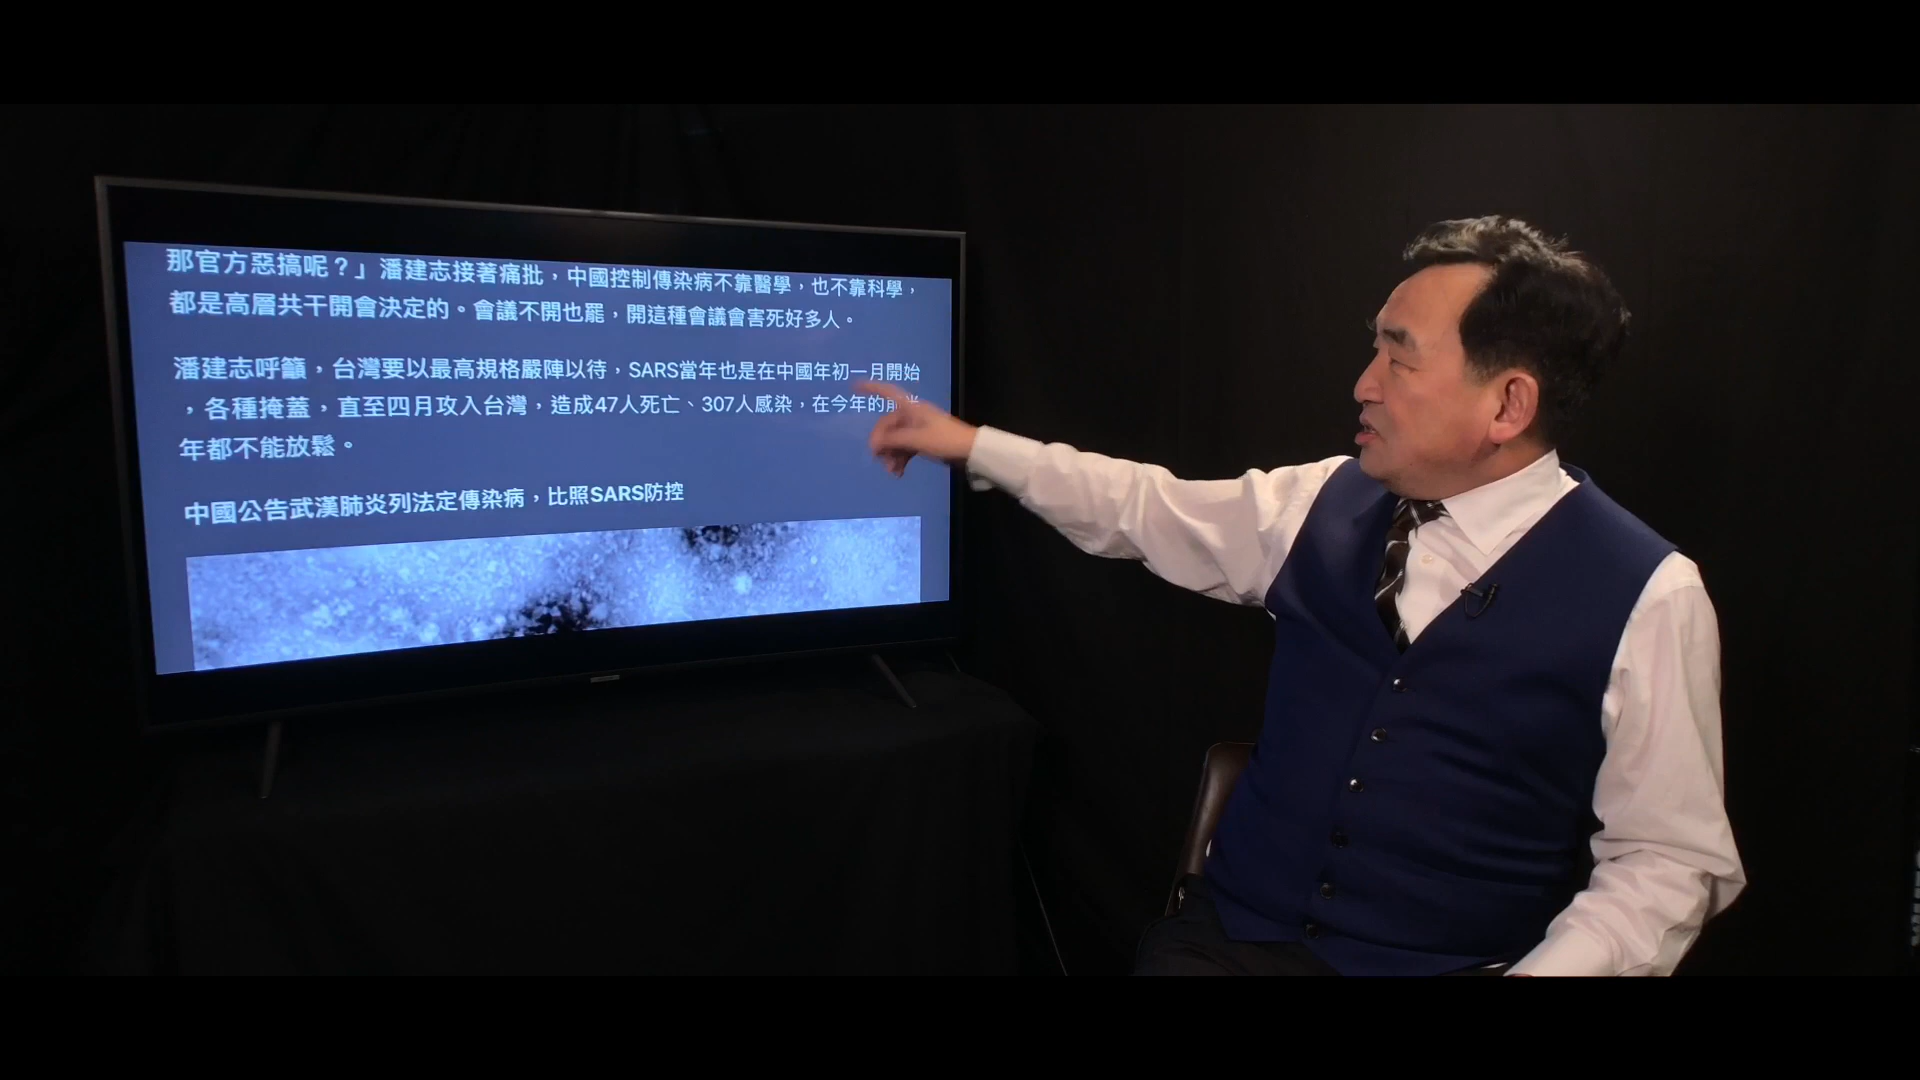 那官方惡搞呢？」潘建志接著痛批，中國控制傳染病不靠醫學，也不靠科學，
都是高層共干開會決定的。會議不開也罷，開這種會議會害死好多人。
潘建志呼籲，台灣要以最高規格嚴陣以待，SARS當年也是在中國年初一月開始
，各種掩蓋，直至四月攻入台灣，造成47人死亡、307人感染，在今年的前半
年都不能放鬆。
中國公告武漢肺炎列法定傳染病，比照SARS防控